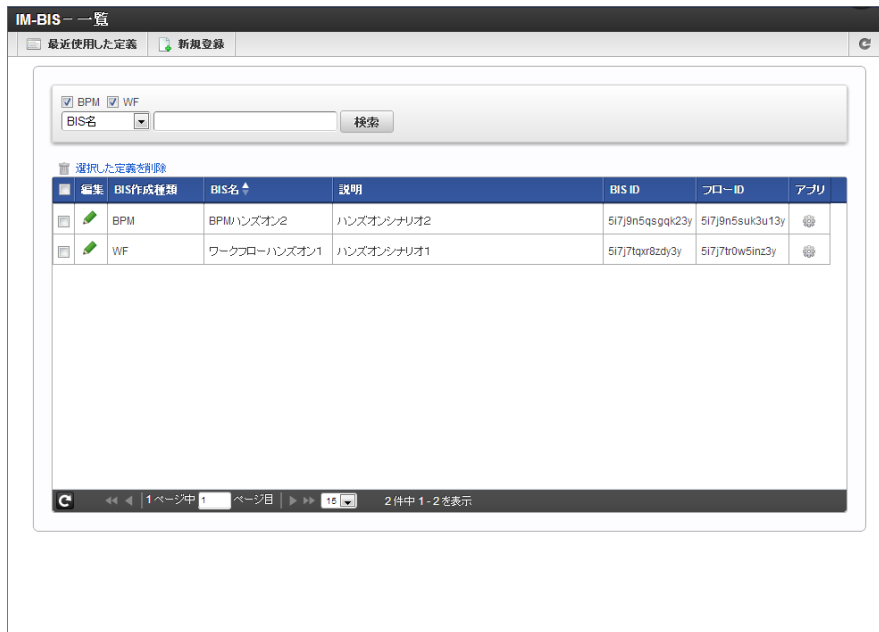 IM-BIS－一覧
最近使用した定義 新規登録
BPM WF
BIS名 検索
選択した定義を削除
編集 BIS作成種類 BIS名 説明 BIS ID フローID アプリ
BPM BPMハンズオン2 ハンズオンシナリオ2 5i7j9n5qsgqk23y 5i7j9n5suk3u13y
WF ワークフローハンズオン1 ハンズオンシナリオ1 5i7j7tqxr8zdy3y 5i7j7tr0w5inz3y
1 ページ中 1 ページ目 15 2 件中 1 - 2 を表示